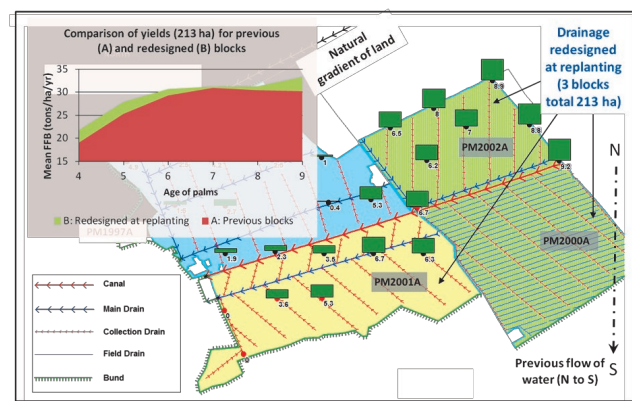 Comparison of yields (213 ha) for previous
(A) and redesigned (B) blocks
Mean FFB (tons/ha/yr)
35
30
25
20
15
4
5
6
7
8
9
Age of palms
B: Redesigned at replanting
A: Previous blocks
Natural
gradient of land
Drainage
redesigned
at replanting
(3 blocks
total 213 ha)
8.9
8
6.5
7
6.8
6.2
PM2002A
9.2
N
1
5.3
0.4
6.7
PM1997A
PM2000A
1.9
2.3
3.5
6.7
6.3
PM2001A
3.6
5.3
0
0
Canal
Main Drain
Collection Drain
Field Drain
Bund
Previous flow of
water (N to S)
S